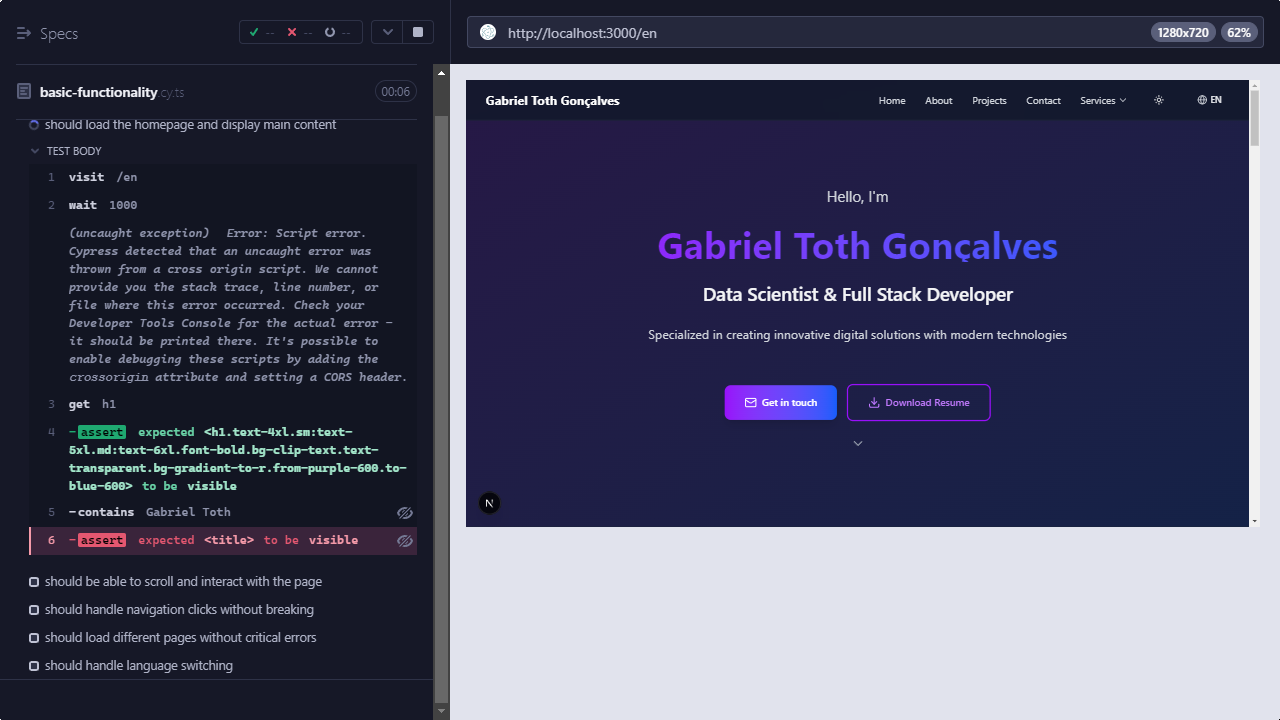 Specs
-- -- --
basic-functionality.cy.ts
00:06
should load the homepage and display main content
TEST BODY
1 visit /en
2 wait 1000
(uncaught exception) Error: Script error.
Cypress detected that an uncaught error was
thrown from a cross origin script. We cannot
provide you the stack trace, line number, or
file where this error occurred. Check your
Developer Tools Console for the actual error –
it should be printed there. It's possible to
enable debugging these scripts by adding the
crossorigin attribute and setting a CORS header.
3 get h1
4 -assert expected <h1.text-4xl.sm:text-
5xl.md:text-6xl.font-bold.bg-clip-text.text-
transparent.bg-gradient-to-r.from-purple-600.to-
blue-600> to be visible
5 -contains Gabriel Toth
6 -assert expected <title> to be visible
should be able to scroll and interact with the page
should handle navigation clicks without breaking
should load different pages without critical errors
should handle language switching
http://localhost:3000/en
1280x720 62%
Gabriel Toth Gonçalves
Home About Projects Contact Services EN
Hello, I'm
Gabriel Toth Gonçalves
Data Scientist & Full Stack Developer
Specialized in creating innovative digital solutions with modern technologies
Get in touch
Download Resume
N